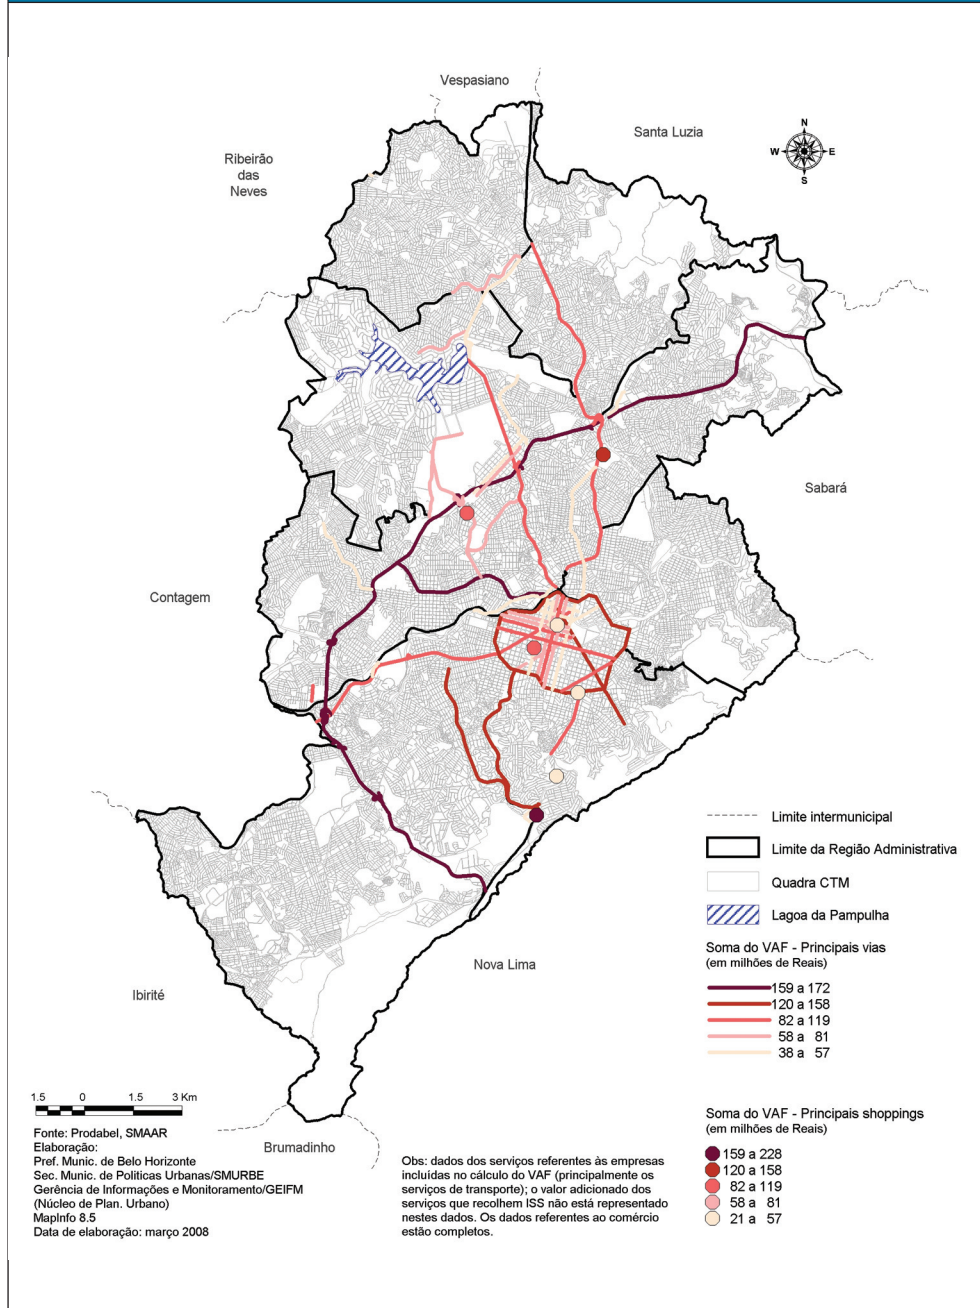 Vespasiano
Santa Luzia
N
W
E
S
Ribeirão
das
Neves
Sabará
Contagem
Nova Lima
Ibirité
Brumadinho
Limite intermunicipal
Limite da Região Administrativa
Quadra CTM
Lagoa da Pampulha
Soma do VAF - Principais vias
(em milhões de Reais)
159 a 172
120 a 158
82 a 119
58 a 81
38 a 57
1.5 0 1.5 3 Km
Fonte: Prodabel, SMAAR
Elaboração:
Pref. Munic. de Belo Horizonte
Sec. Munic. de Politicas Urbanas/SMURBE
Gerência de Informações e Monitoramento/GEIFM
(Núcleo de Plan. Urbano)
MapInfo 8.5
Data de elaboração: março 2008
Obs: dados dos serviços referentes às empresas
incluídas no cálculo do VAF (principalmente os
serviços de transporte); o valor adicionado dos
serviços que recolhem ISS não está representado
nestes dados. Os dados referentes ao comércio
estão completos.
Soma do VAF - Principais shoppings
(em milhões de Reais)
159 a 228
120 a 158
82 a 119
58 a 81
21 a 57